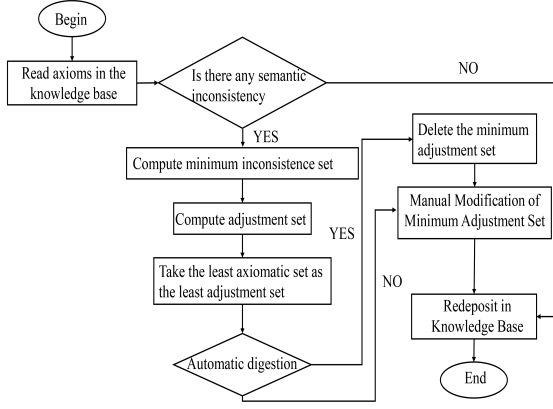 Begin
Read axioms in the
knowledge base
Is there any semantic
inconsistency
NO
YES
Compute minimum inconsistence set
Compute adjustment set
Take the least axiomatic set as
the least adjustment set
Automatic digestion
YES
NO
Delete the minimum
adjustment set
Manual Modification of
Minimum Adjustment Set
Redeposit in
Knowledge Base
End